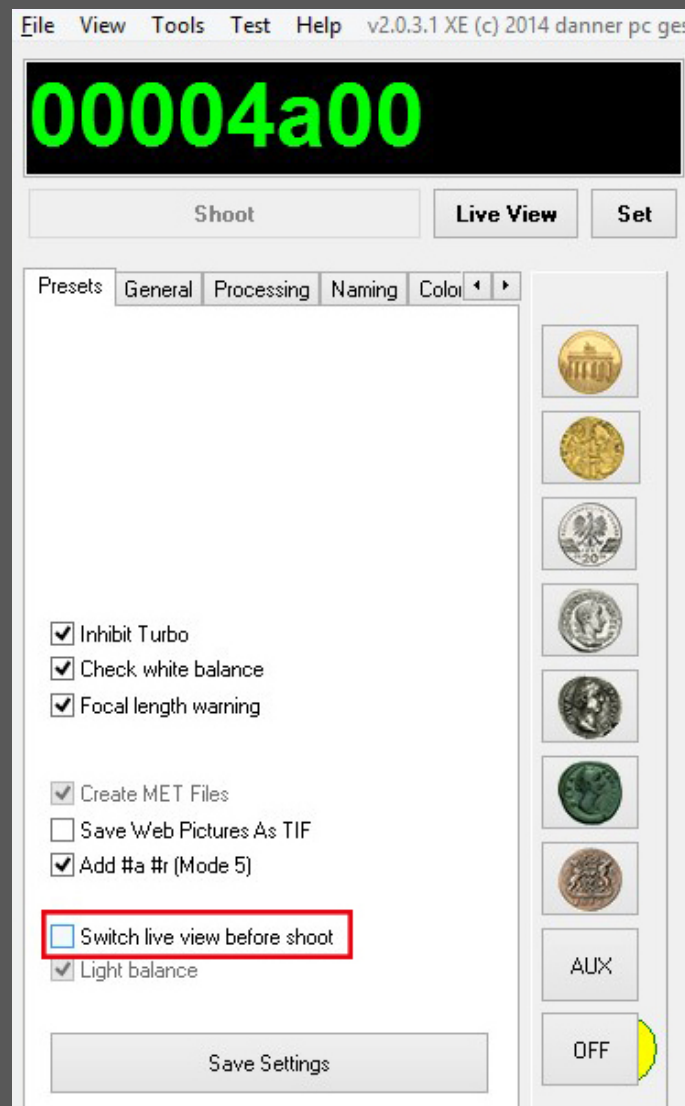 File View Tools Test Help v2.0.3.1 XE (c) 2014 danner pc ges
00004a00
Shoot Live View Set
Presets General Processing Naming Color
Inhibit Turbo
Check white balance
Focal length warning
Create MET Files
Save Web Pictures As TIF
Add #a #r (Mode 5)
Switch live view before shoot
Light balance
AUX
Save Settings
OFF